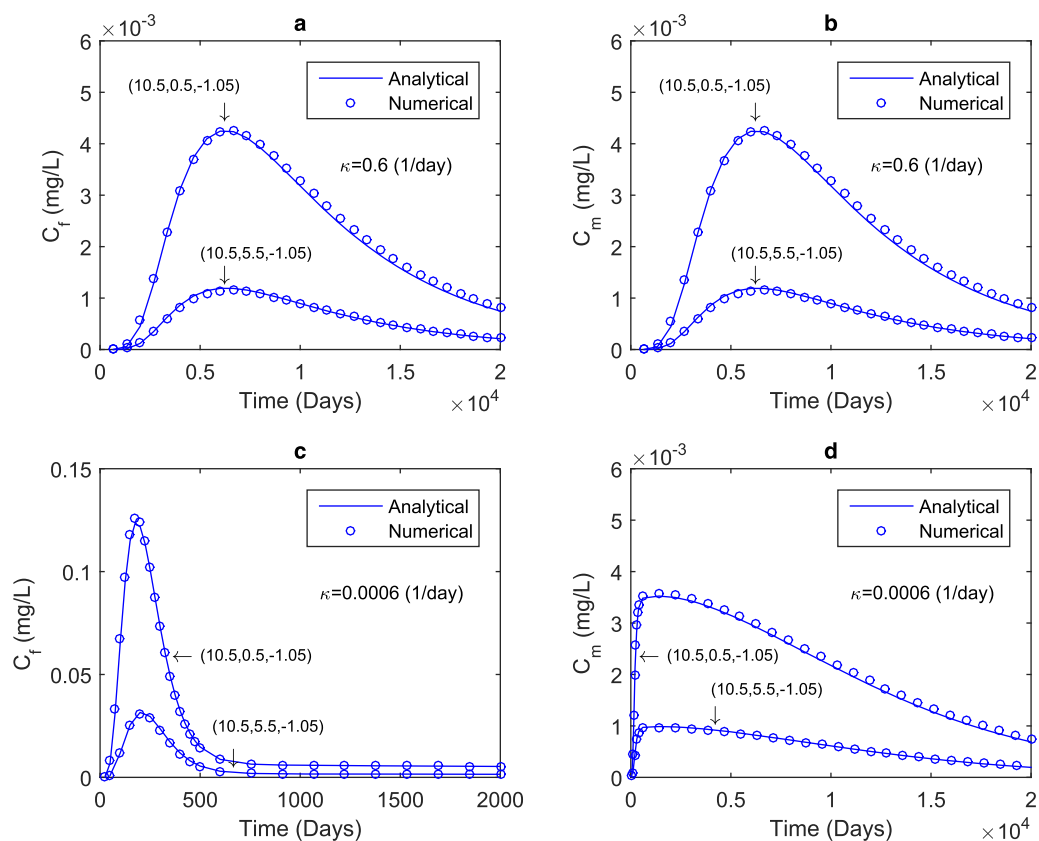 a
×10⁻³
6
5
4
3
2
1
0
C_f (mg/L)
Analytical
Numerical
(10.5,0.5,-1.05)
κ=0.6 (1/day)
(10.5,5.5,-1.05)
0 0.5 1 1.5 2
Time (Days)
×10⁴
b
×10⁻³
6
5
4
3
2
1
0
C_m (mg/L)
Analytical
Numerical
(10.5,0.5,-1.05)
κ=0.6 (1/day)
(10.5,5.5,-1.05)
0 0.5 1 1.5 2
Time (Days)
×10⁴
c
0.15
0.1
0.05
0
C_f (mg/L)
Analytical
Numerical
κ=0.0006 (1/day)
(10.5,0.5,-1.05)
(10.5,5.5,-1.05)
0 500 1000 1500 2000
Time (Days)
d
×10⁻³
6
5
4
3
2
1
0
C_m (mg/L)
Analytical
Numerical
κ=0.0006 (1/day)
(10.5,0.5,-1.05)
(10.5,5.5,-1.05)
0 0.5 1 1.5 2
Time (Days)
×10⁴